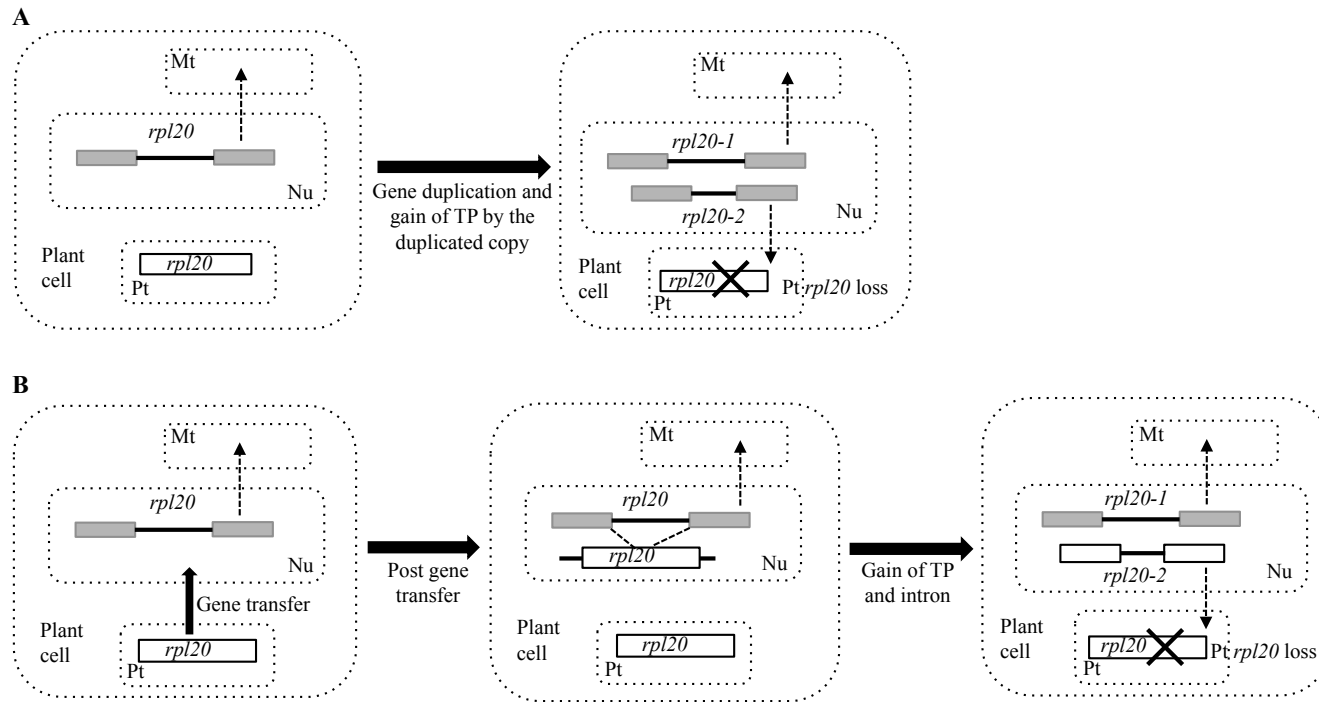 A
Mt
rpl20
Nu
Plant
cell
rpl20
Pt
Gene duplication and
gain of TP by the
duplicated copy
Mt
rpl20-1
rpl20-2
Nu
Plant
cell
rpl20
Pt
Pt rpl20 loss
B
Mt
rpl20
Nu
Gene transfer
Plant
cell
rpl20
Pt
Post gene
transfer
Mt
rpl20
rpl20
Nu
Plant
cell
rpl20
Pt
Gain of TP
and intron
Mt
rpl20-1
rpl20-2
Nu
Plant
cell
rpl20
Pt
Pt rpl20 loss